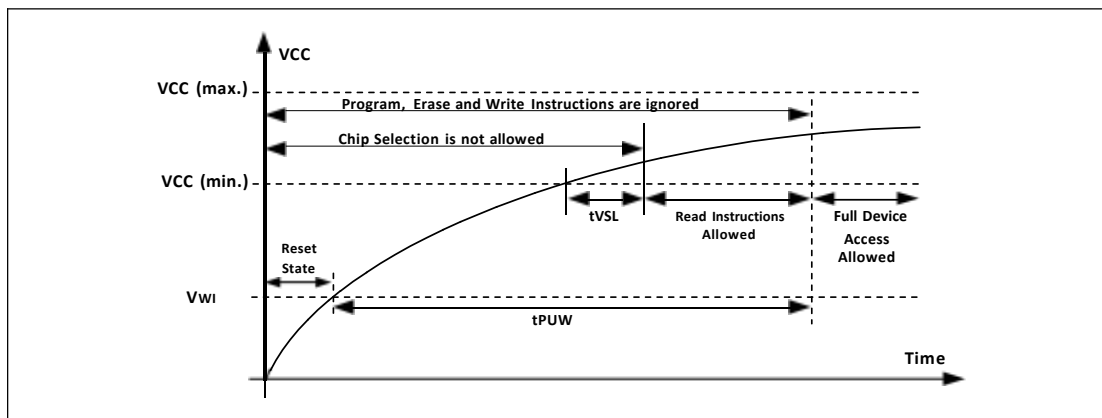 VCC
VCC (max.)
Program, Erase and Write Instructions are ignored
Chip Selection is not allowed
VCC (min.)
tVSL
Read Instructions
Allowed
Full Device
Access
Allowed
Reset
State
VWI
tPUW
Time